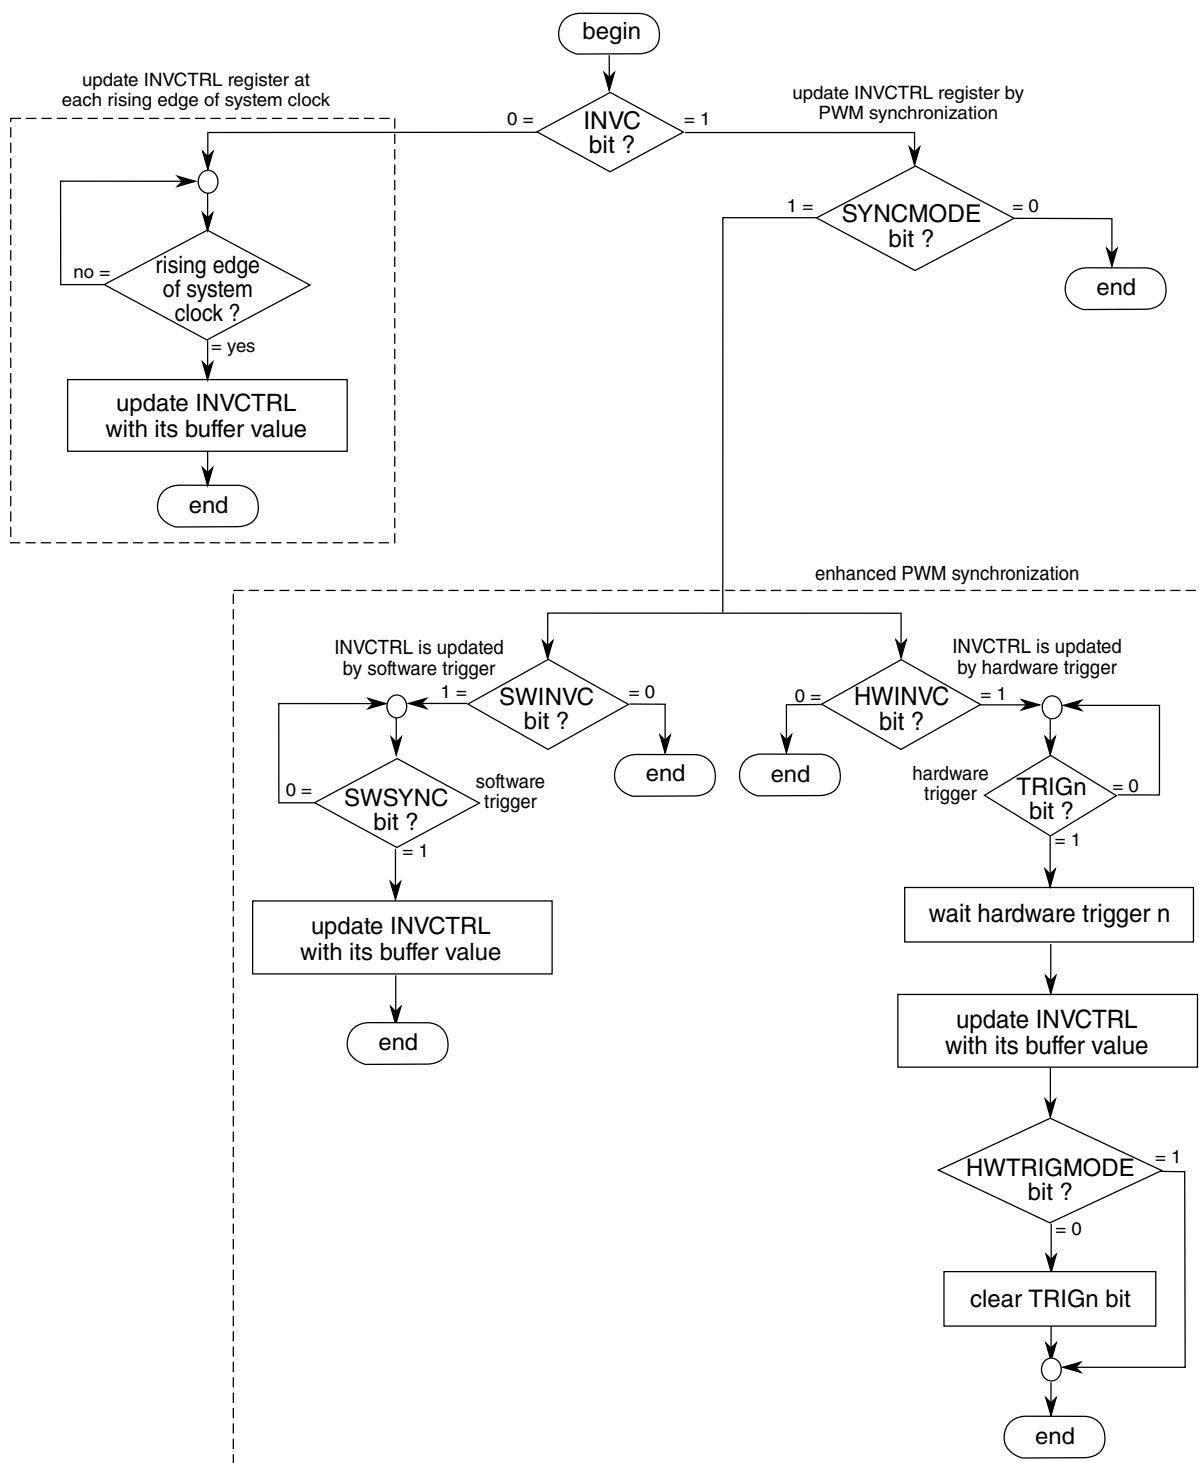 begin
update INVCTRL register at
each rising edge of system clock
update INVCTRL register by
PWM synchronization
0 =
INVC
bit ?
= 1
1 =
SYNCMODE
bit ?
= 0
end
no =
rising edge
of system
clock ?
= yes
update INVCTRL
with its buffer value
end
enhanced PWM synchronization
INVCTRL is updated
by software trigger
INVCTRL is updated
by hardware trigger
1 =
SWINVC
bit ?
= 0
0 =
HWINVC
bit ?
= 1
end
end
0 =
SWSYNC
bit ?
software
trigger
= 1
hardware
trigger
TRIGn
bit ?
= 0
= 1
update INVCTRL
with its buffer value
end
wait hardware trigger n
update INVCTRL
with its buffer value
HWTRIGMODE
bit ?
= 1
= 0
clear TRIGn bit
end